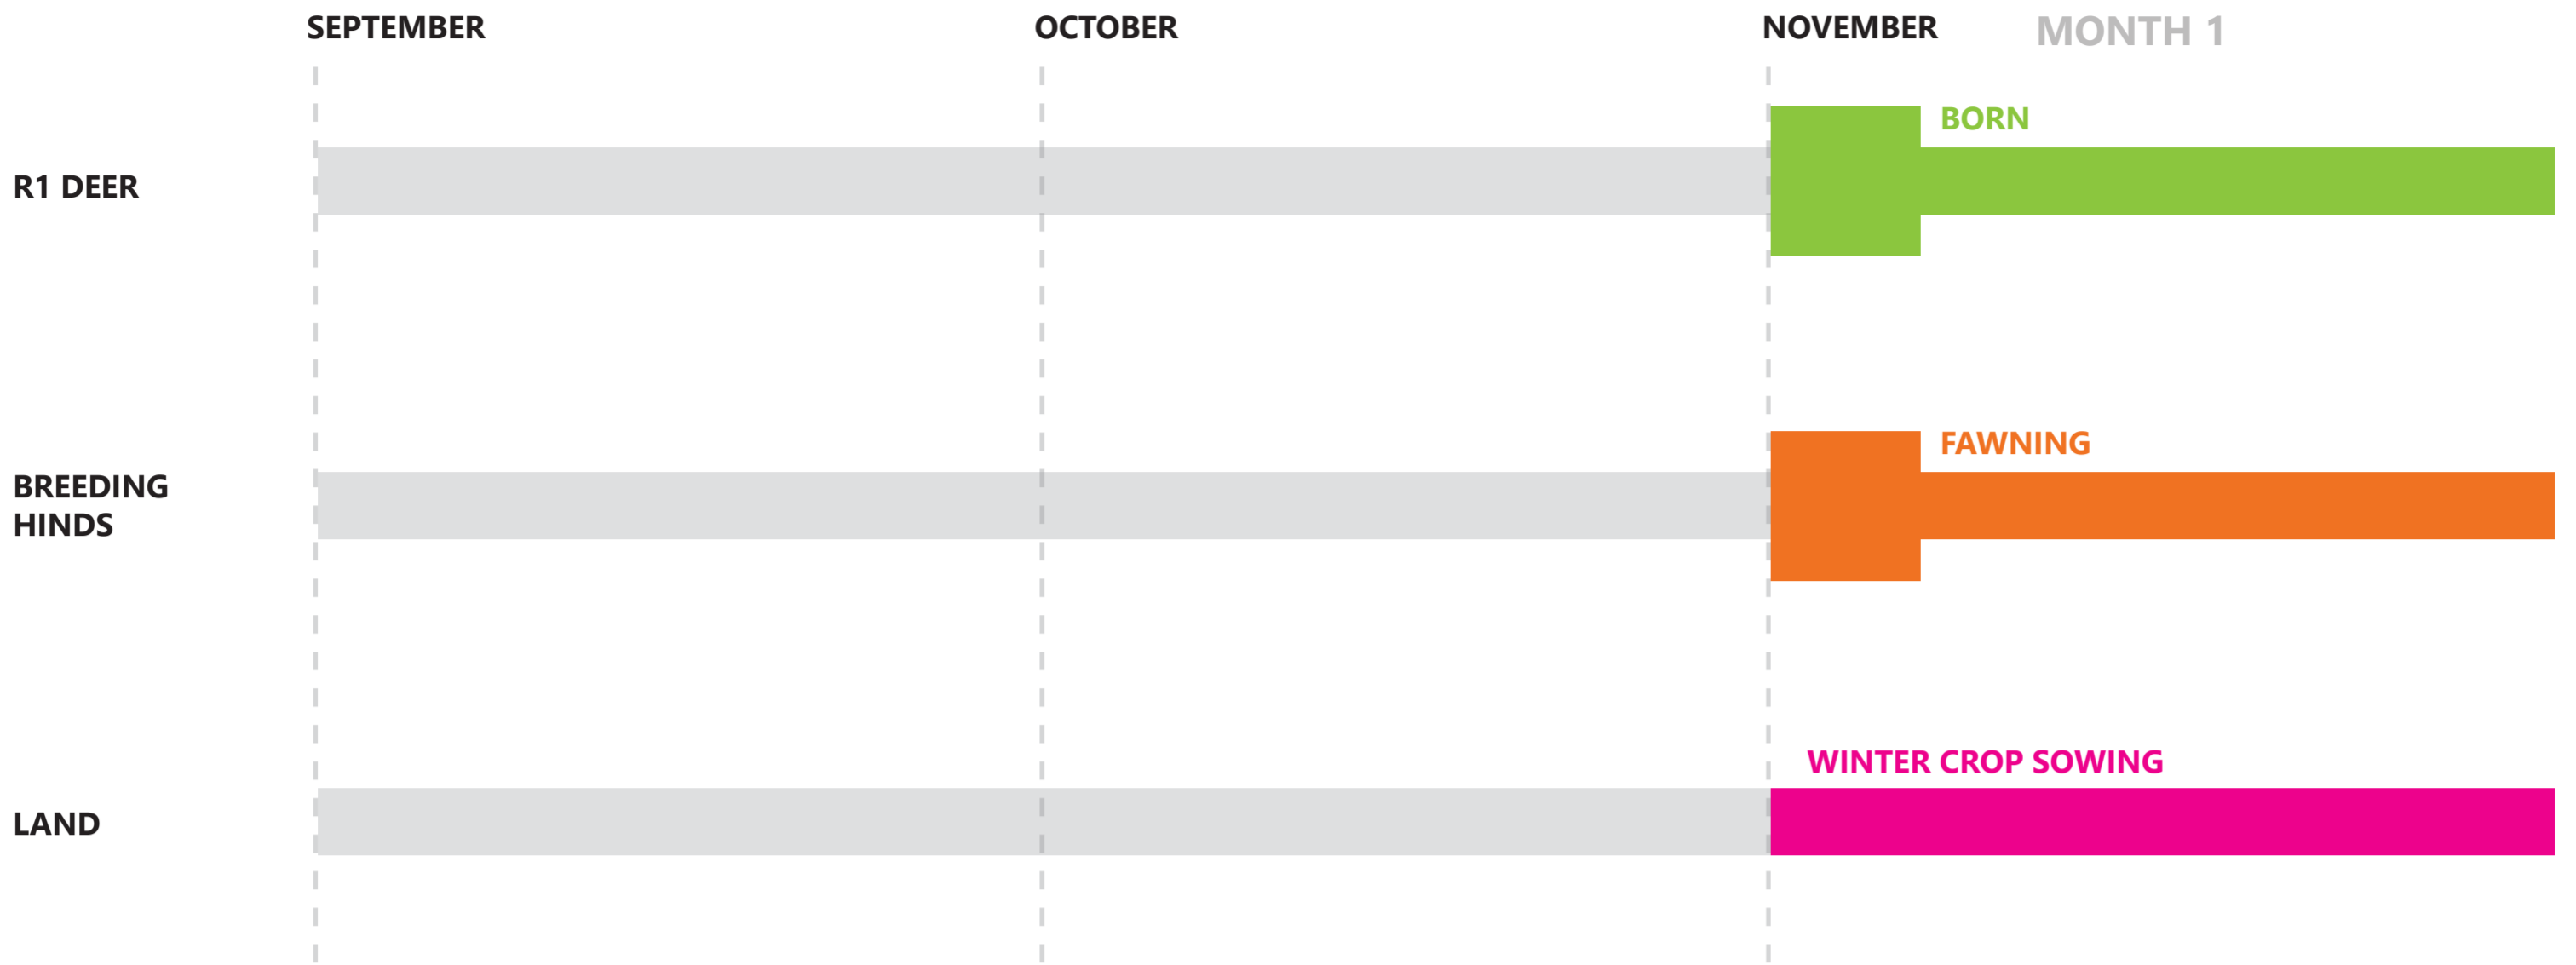 SEPTEMBER
OCTOBER
NOVEMBER
MONTH 1
BORN
R1 DEER
FAWNING
BREEDING
HINDS
WINTER CROP SOWING
LAND